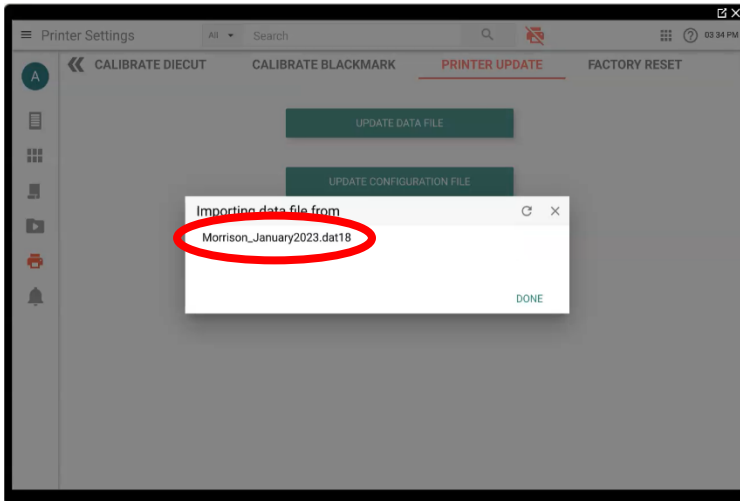 Printer Settings
All
Search
03 34 PM
A
CALIBRATE DIECUT
CALIBRATE BLACKMARK
PRINTER UPDATE
FACTORY RESET
UPDATE DATA FILE
UPDATE CONFIGURATION FILE
Importing data file from
Morrison_January2023.dat18
DONE